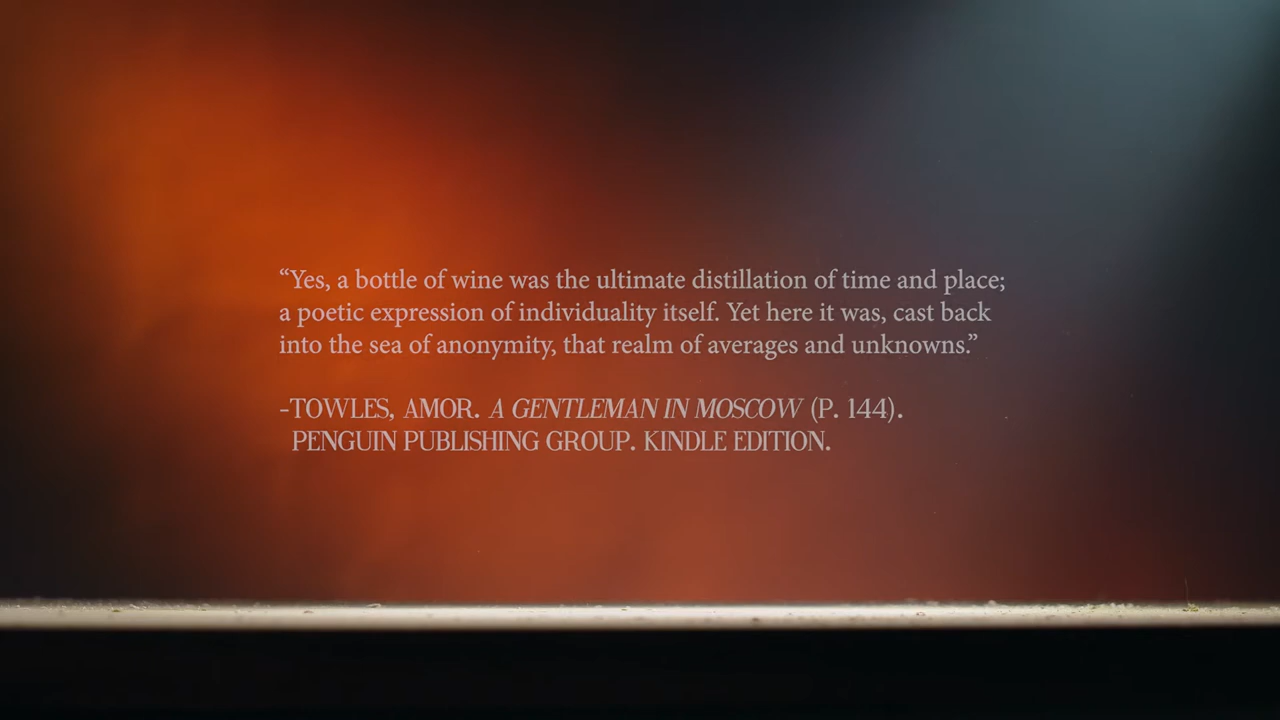 “Yes, a bottle of wine was the ultimate distillation of time and place;
a poetic expression of individuality itself. Yet here it was, cast back
into the sea of anonymity, that realm of averages and unknowns.”
-TOWLES, AMOR. A GENTLEMAN IN MOSCOW (P. 144).
PENGUIN PUBLISHING GROUP. KINDLE EDITION.